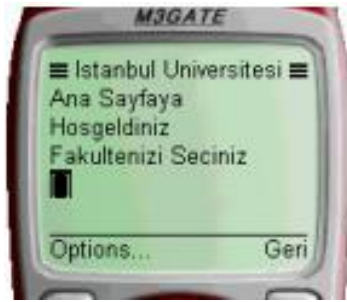 M3GATE
Istanbul Universitesi
Ana Sayfaya
Hosgeldiniz
Fakultenizi Seciniz
Options... Geri